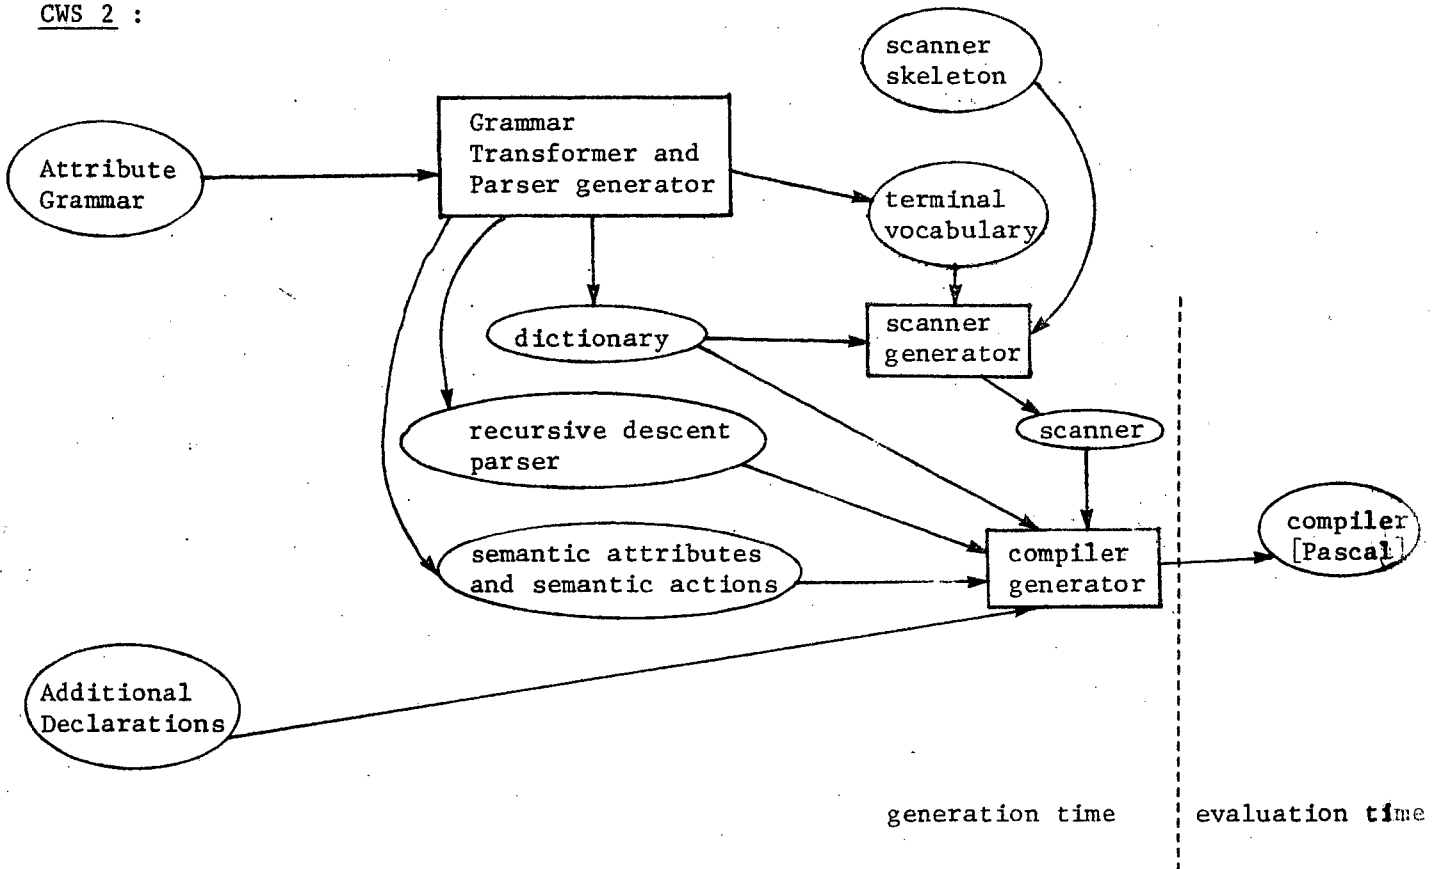 CWS 2 :
scanner
skeleton
Grammar
Transformer and
Parser generator
Attribute
Grammar
terminal
vocabulary
dictionary
scanner
generator
recursive descent
parser
scanner
semantic attributes
and semantic actions
compiler
generator
compiler
[Pascal]
Additional
Declarations
generation time
evaluation time